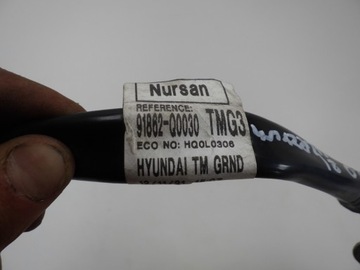 Nursan
REFERENCE:
91862-Q0030 TMG3
ECO NO: HQ0L0306
HYUNDAI TM GRND